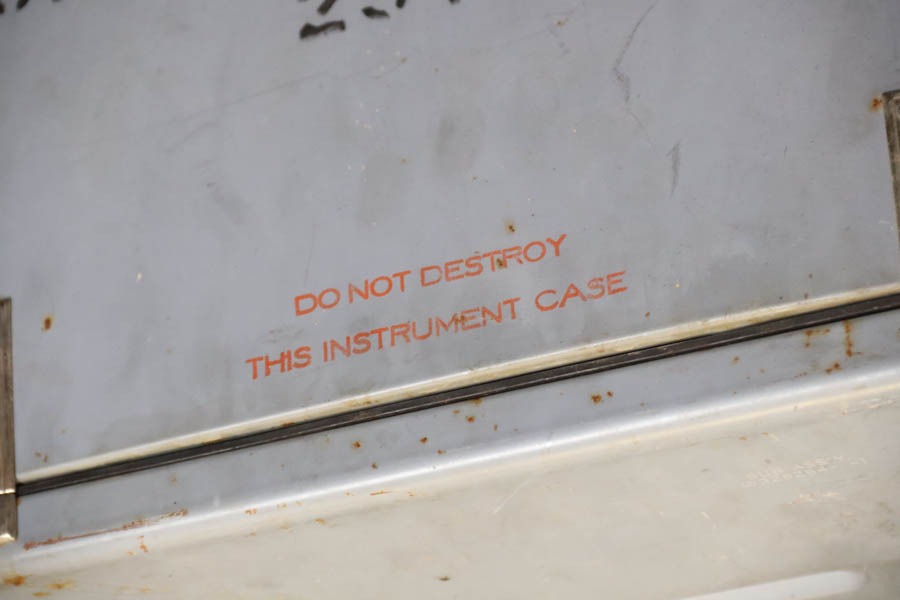 DO NOT DESTROY
THIS INSTRUMENT CASE